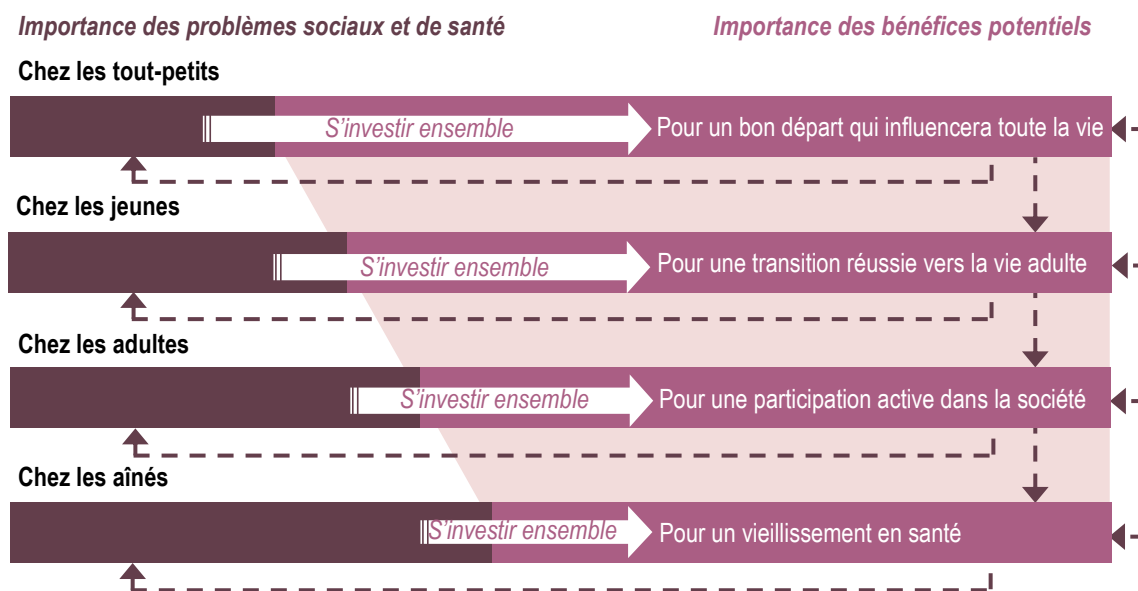 Importance des problèmes sociaux et de santé
Importance des bénéfices potentiels
Chez les tout-petits
S'investir ensemble
Pour un bon départ qui influencera toute la vie
Chez les jeunes
S'investir ensemble
Pour une transition réussie vers la vie adulte
Chez les adultes
S'investir ensemble
Pour une participation active dans la société
Chez les aînés
S'investir ensemble
Pour un vieillissement en santé